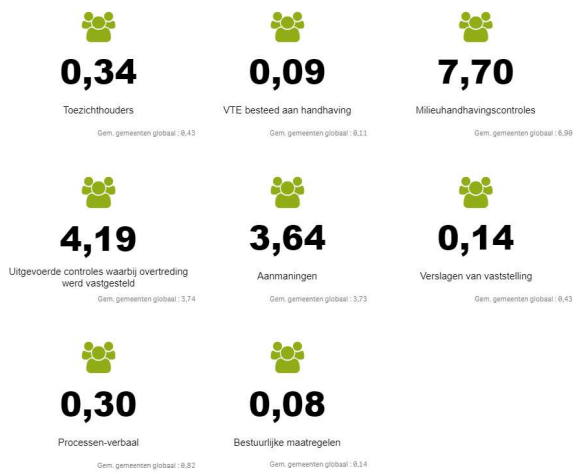 0,34
Toezichthouders
Gem. gemeenten globaal : 0,43
0,09
VTE besteed aan handhaving
Gem. gemeenten globaal : 0,11
7,70
Milieuhandhavingscontroles
Gem. gemeenten globaal : 6,90
4,19
Uitgevoerde controles waarbij overtreding
werd vastgesteld
Gem. gemeenten globaal : 3,74
3,64
Aanmaningen
Gem. gemeenten globaal : 3,73
0,14
Verslagen van vaststelling
Gem. gemeenten globaal : 0,43
0,30
Processen-verbaal
Gem. gemeenten globaal : 0,82
0,08
Bestuurlijke maatregelen
Gem. gemeenten globaal : 0,14